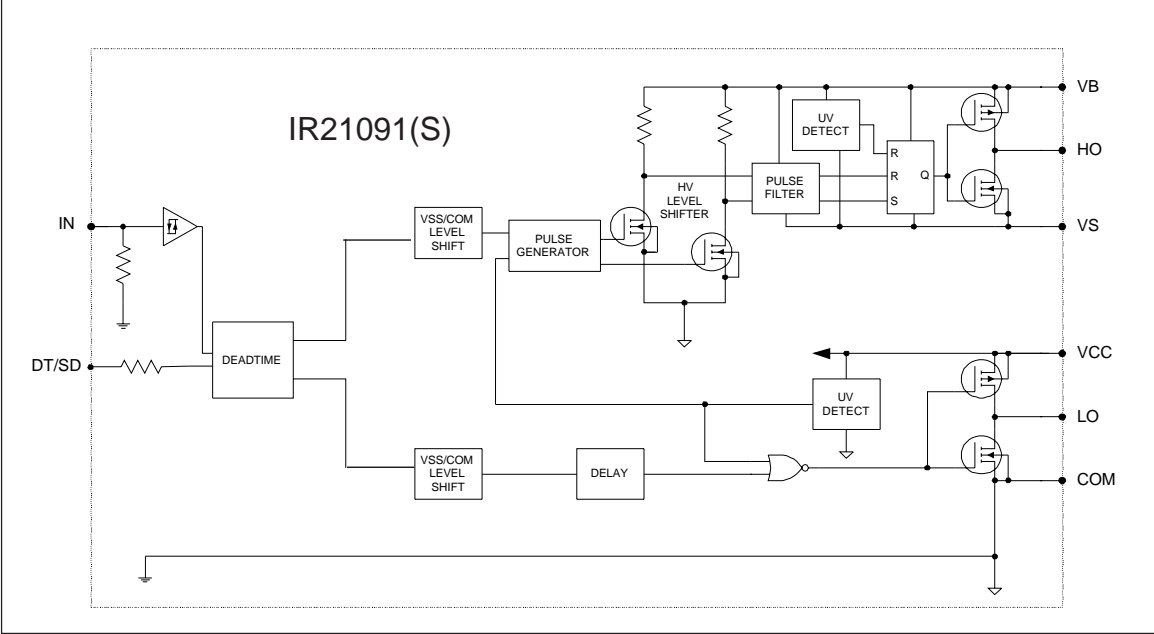 IR21091(S)
VB
UV
DETECT
HO
R
R
Q
S
PULSE
FILTER
HV
LEVEL
SHIFTER
VS
IN
VSS/COM
LEVEL
SHIFT
PULSE
GENERATOR
DT/SD
DEADTIME
VCC
UV
DETECT
LO
VSS/COM
LEVEL
SHIFT
DELAY
COM